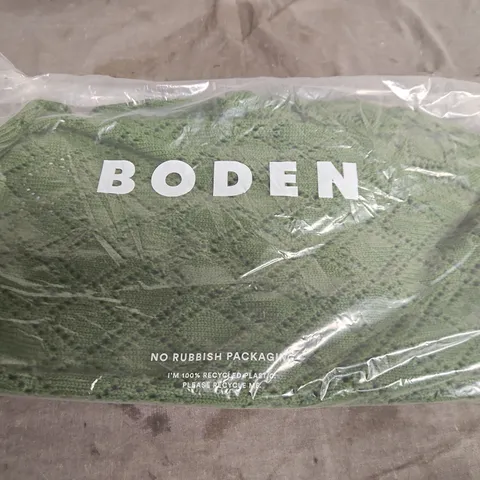 BODEN
NO RUBBISH PACKAGING
I'M 100% RECYCLED PLASTIC.
PLEASE RECYCLE ME.